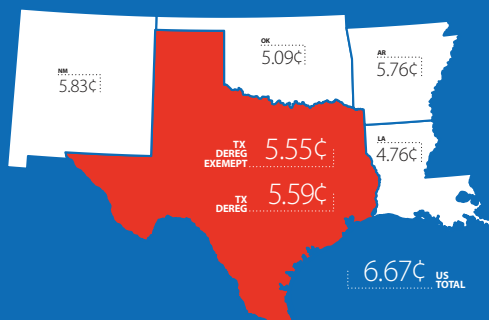 NM
5.83¢
OK
5.09¢
AR
5.76¢
LA
4.76¢
TX
DEREG
EXEMEPT
5.55¢
TX
DEREG
5.59¢
6.67¢
US
TOTAL